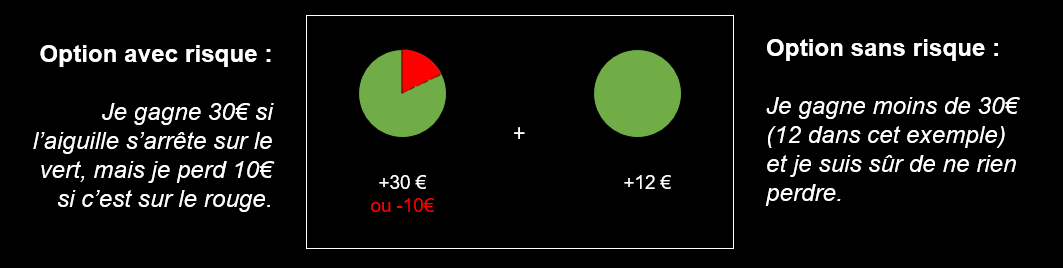 Option avec risque :
Je gagne 30€ si
l’aiguille s’arrête sur le
vert, mais je perd 10€
si c’est sur le rouge.
+
+30 €
ou -10€
+12 €
Option sans risque :
Je gagne moins de 30€
(12 dans cet exemple)
et je suis sûr de ne rien
perdre.